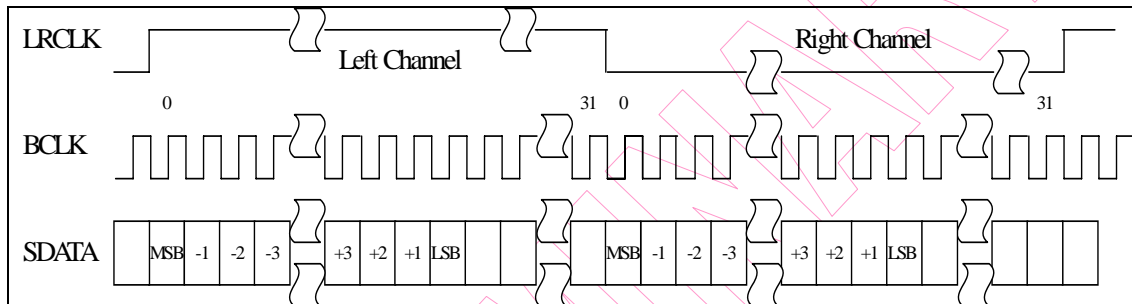 LRCLK
Left Channel
Right Channel
0 31 0 31
BCLK
SDATA MSB -1 -2 -3 +3 +2 +1 LSB MSB -1 -2 -3 +3 +2 +1 LSB